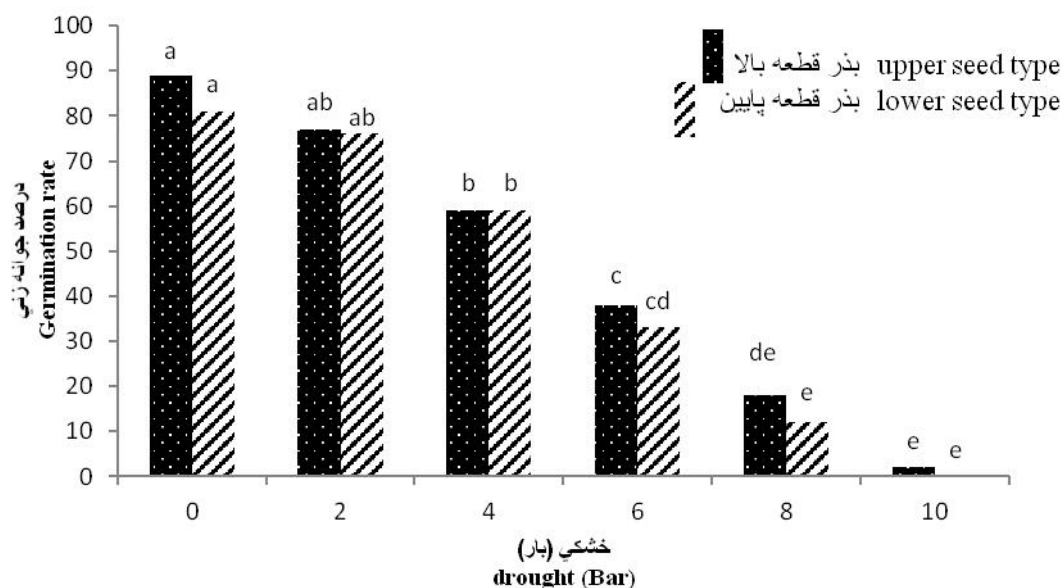 100
90
80
70
60
50
40
30
20
10
0
درصد جوانه زني
Germination rate
بذر قطعه بالا upper seed type
بذر قطعه پایین lower seed type
a a
ab ab
b b
c cd
de e
e e
0 2 4 6 8 10
خشكي (بار)
drought (Bar)